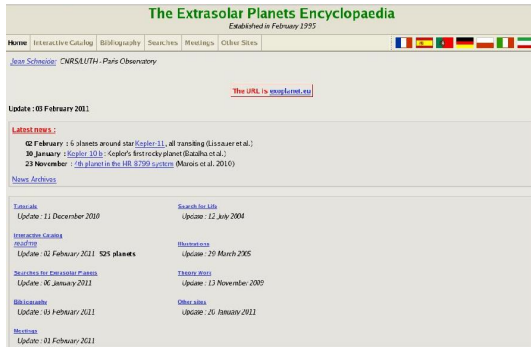 The Extrasolar Planets Encyclopaedia
Established in February 1995
Home Interactive Catalog Bibliography Searches Meetings Other Sites
Jean Schneider CNRS/LUTH - Paris Observatory
The URL is exoplanet.eu
Update : 03 February 2011
Latest news :
02 February : 6 planets around star Kepler-11, all transiting (Lissauer et al.)
10 January : Kepler 10 b : Kepler's first rocky planet (Batalha et al.)
23 November : 4th planet in the HR 8799 system (Marois et al. 2010)
News Archives
Tutorials
Update : 11 December 2010
Interactive Catalog
readme
Update : 02 February 2011 525 planets
Searches for Extrasolar Planets
Update : 06 January 2011
Bibliography
Update : 03 February 2011
Meetings
Update : 01 February 2011
Search for Life
Update : 12 July 2004
Illustrations
Update : 29 March 2005
Theory Work
Update : 13 November 2009
Other sites
Update : 20 January 2011